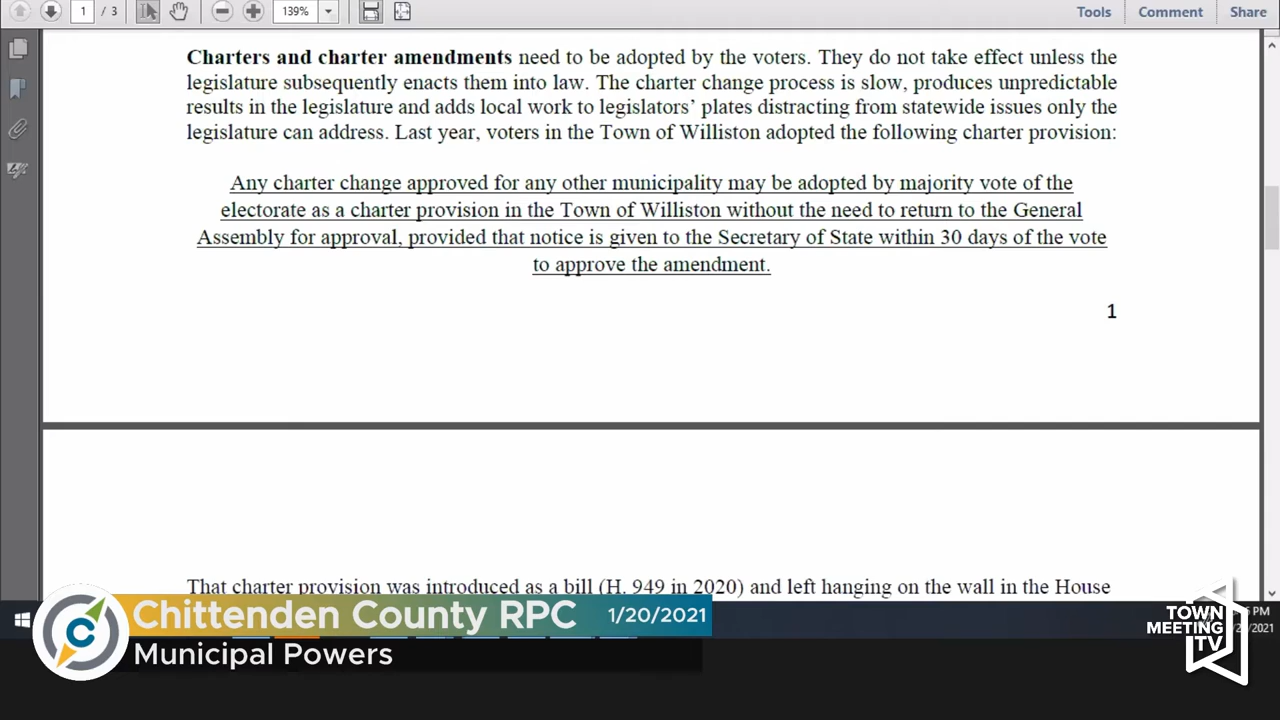 1 / 3
139%
Tools
Comment
Share
Charters and charter amendments need to be adopted by the voters. They do not take effect unless the
legislature subsequently enacts them into law. The charter change process is slow, produces unpredictable
results in the legislature and adds local work to legislators’ plates distracting from statewide issues only the
legislature can address. Last year, voters in the Town of Williston adopted the following charter provision:
Any charter change approved for any other municipality may be adopted by majority vote of the
electorate as a charter provision in the Town of Williston without the need to return to the General
Assembly for approval, provided that notice is given to the Secretary of State within 30 days of the vote
to approve the amendment.
1
That charter provision was introduced as a bill (H. 949 in 2020) and left hanging on the wall in the House
C
Chittenden County RPC
1/20/2021
Municipal Powers
TOWN
MEETING
TV